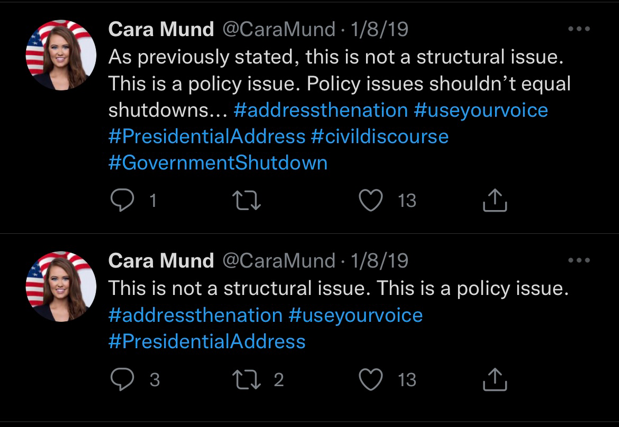 Cara Mund @CaraMund · 1/8/19
As previously stated, this is not a structural issue.
This is a policy issue. Policy issues shouldn't equal
shutdowns... #addressthenation #useyourvoice
#PresidentialAddress #civildiscourse
#GovernmentShutdown
1 13
Cara Mund @CaraMund · 1/8/19
This is not a structural issue. This is a policy issue.
#addressthenation #useyourvoice
#PresidentialAddress
3 2 13